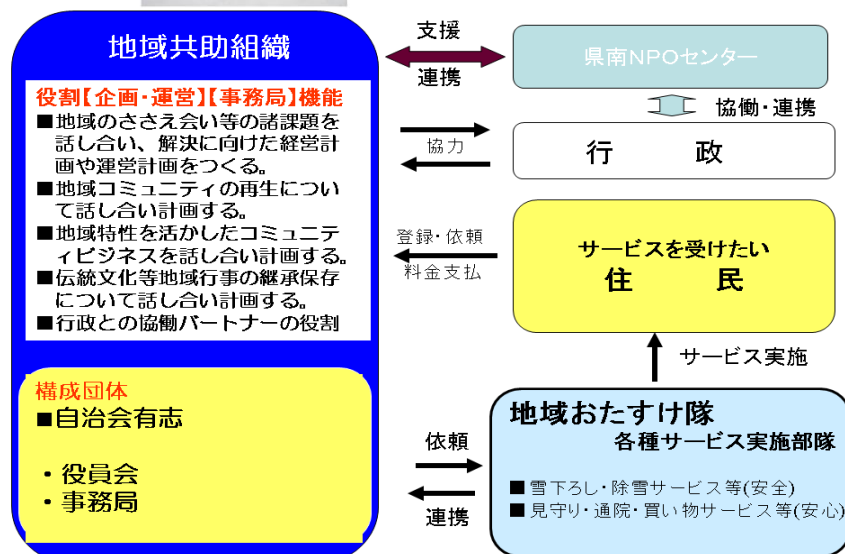 地域共助組織
役割【企画・運営】【事務局】機能
■地域のささえ会い等の諸課題を
話し合い、解決に向けた経営計
画や運営計画をつくる。
■地域コミュニティの再生につい
て話し合い計画する。
■地域特性を活かしたコミュニテ
ィビジネスを話し合い計画する。
■伝統文化等地域行事の継承保存
について話し合い計画する。
■行政との協働パートナーの役割
構成団体
■自治会有志
・役員会
・事務局
支援
連携
県南NPOセンター
協働・連携
協力
行　政
登録・依頼
料金支払
サービスを受けたい
住　民
サービス実施
依頼
連携
地域おたすけ隊
各種サービス実施部隊
■雪下ろし・除雪サービス等(安全)
■見守り・通院・買い物サービス等(安心)